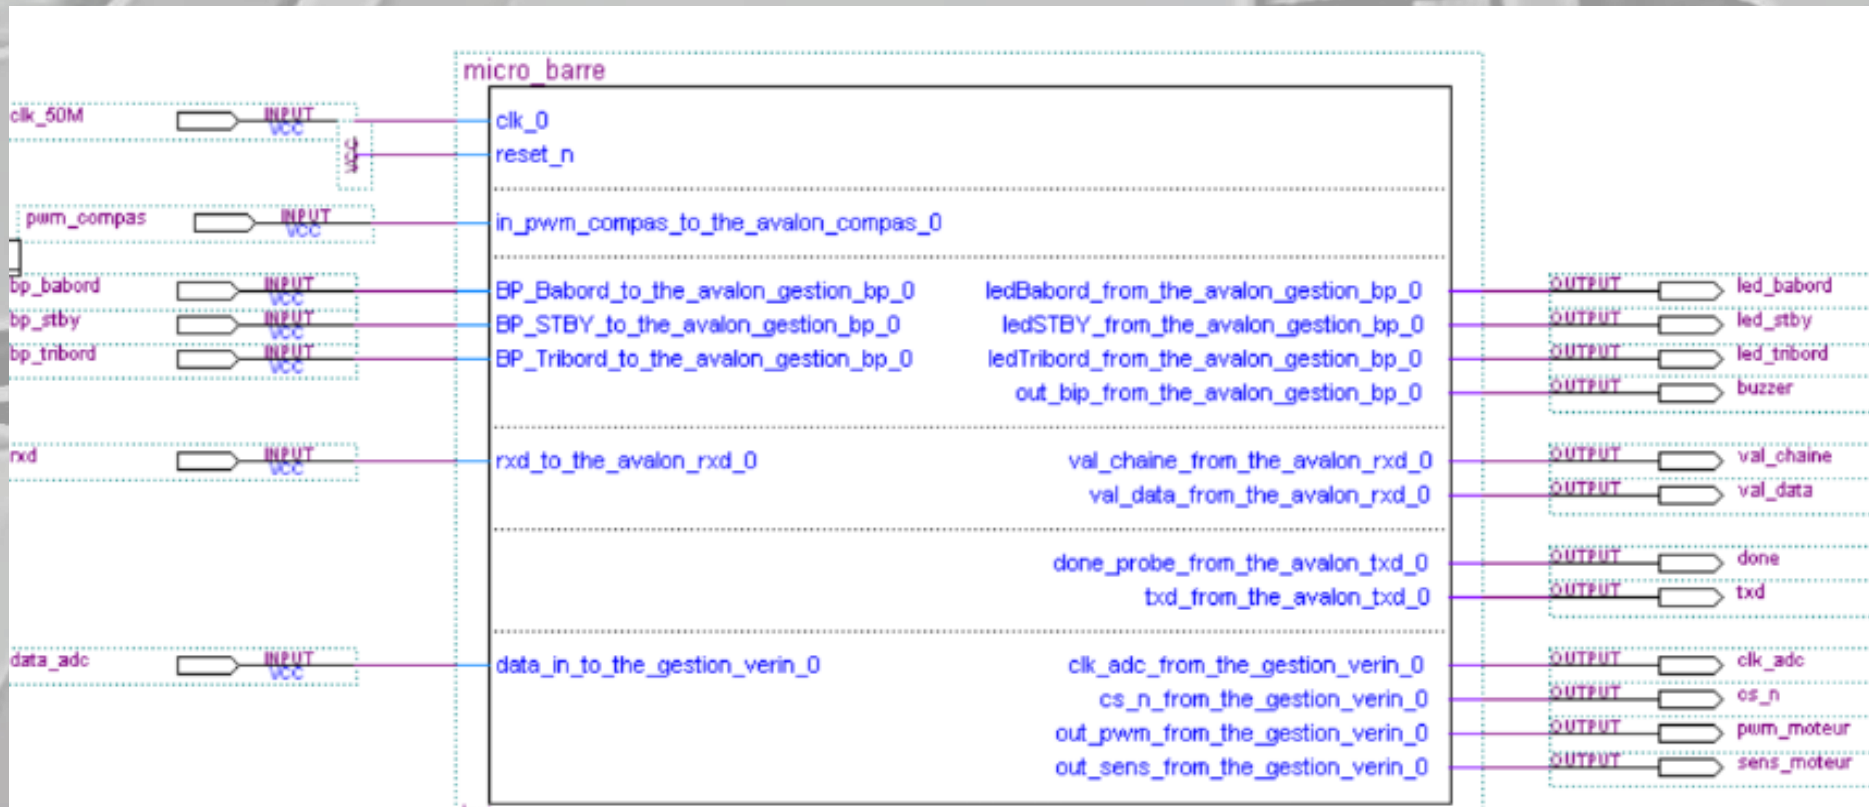 micro_barre
clk_50M INPUT VCC clk_0
VCC reset_n
pwm_compas INPUT VCC in_pwm_compas_to_the_avalon_compas_0
bp_babord INPUT VCC BP_Babord_to_the_avalon_gestion_bp_0 ledBabord_from_the_avalon_gestion_bp_0 OUTPUT led_babord
bp_stby INPUT VCC BP_STBY_to_the_avalon_gestion_bp_0 ledSTBY_from_the_avalon_gestion_bp_0 OUTPUT led_stby
bp_tribord INPUT VCC BP_Tribord_to_the_avalon_gestion_bp_0 ledTribord_from_the_avalon_gestion_bp_0 OUTPUT led_tribord
out_bip_from_the_avalon_gestion_bp_0 OUTPUT buzzer
rxd INPUT VCC rxd_to_the_avalon_rxd_0 val_chaine_from_the_avalon_rxd_0 OUTPUT val_chaine
val_data_from_the_avalon_rxd_0 OUTPUT val_data
done_probe_from_the_avalon_txd_0 OUTPUT done
txd_from_the_avalon_txd_0 OUTPUT txd
data_adc INPUT VCC data_in_to_the_gestion_verin_0 clk_adc_from_the_gestion_verin_0 OUTPUT clk_adc
cs_n_from_the_gestion_verin_0 OUTPUT cs_n
out_pwm_from_the_gestion_verin_0 OUTPUT pwm_moteur
out_sens_from_the_gestion_verin_0 OUTPUT sens_moteur